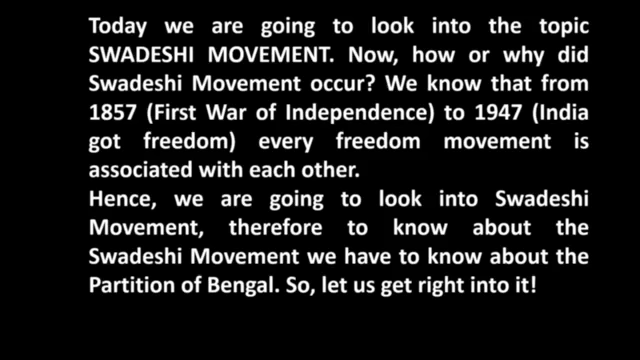 Today we are going to look into the topic
SWADESHI MOVEMENT. Now, how or why did
Swadeshi Movement occur? We know that from
1857 (First War of Independence) to 1947 (India
got freedom) every freedom movement is
associated with each other.
Hence, we are going to look into Swadeshi
Movement, therefore to know about the
Swadeshi Movement we have to know about the
Partition of Bengal. So, let us get right into it!